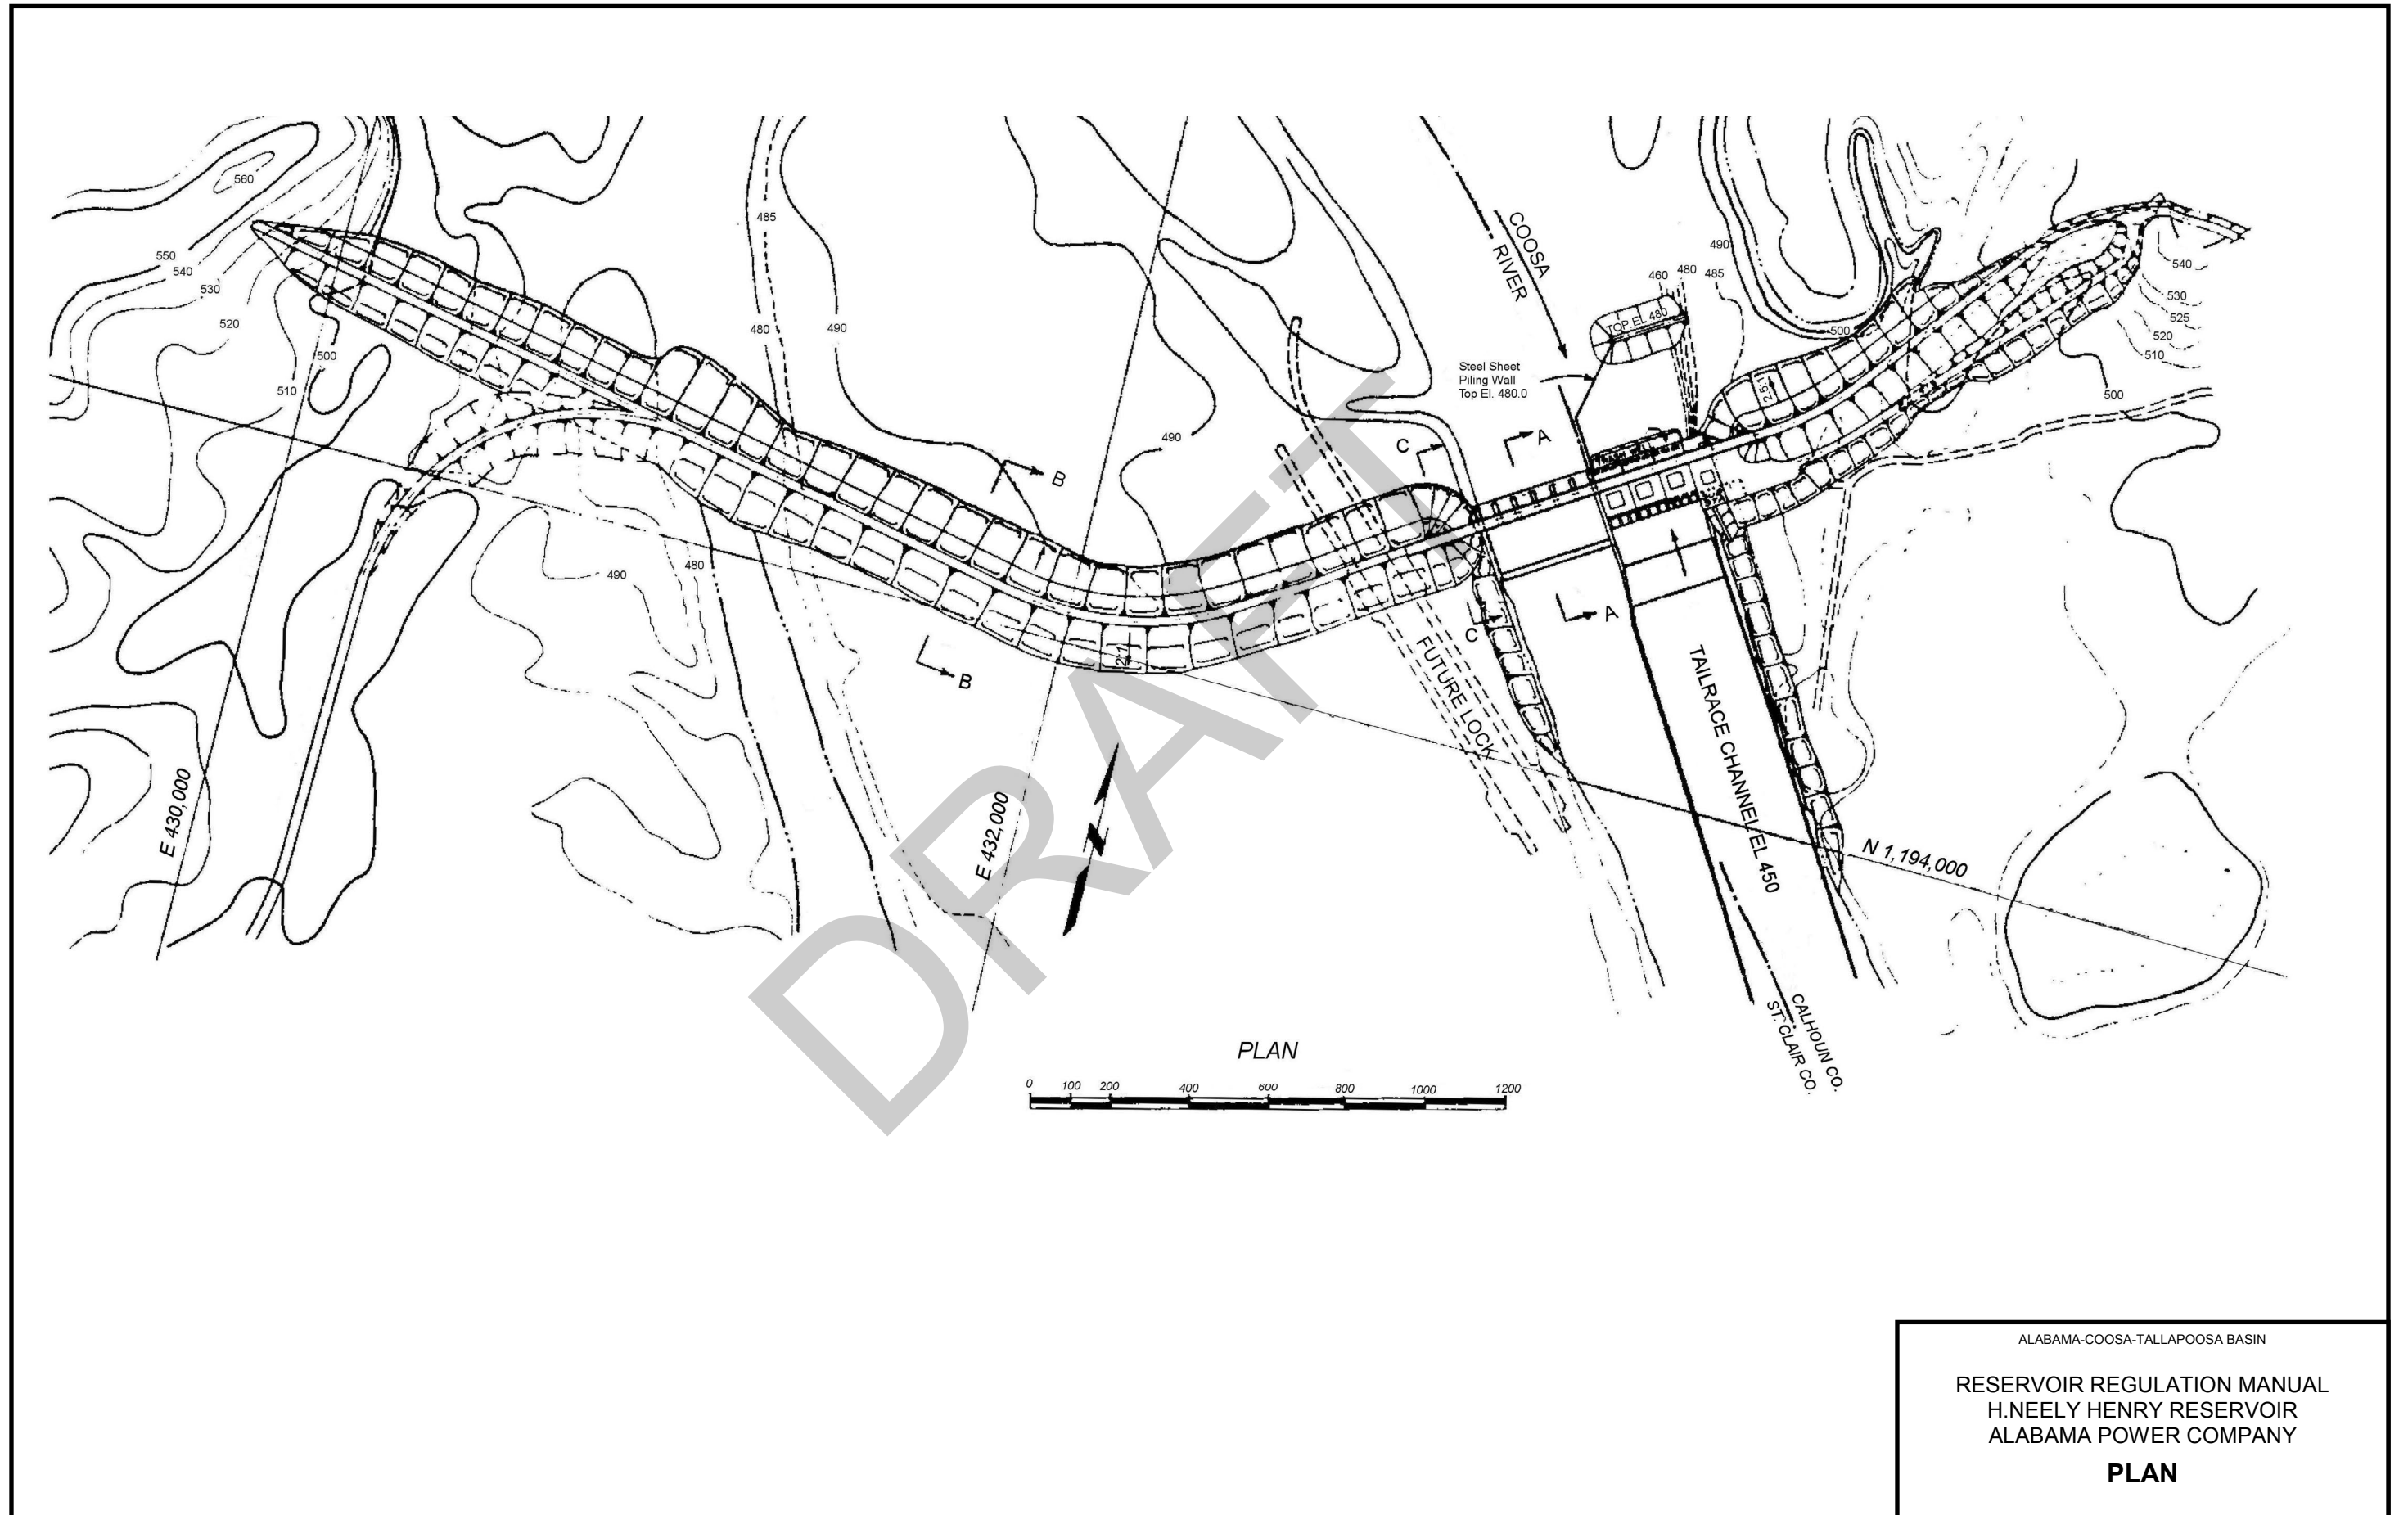 560
550
540
530
520
510
500
485
480
490
490
COOSA
RIVER
490
460
480
485
TOP EL 480
500
540
530
525
520
510
500
Steel Sheet
Piling Wall
Top El. 480.0
C
A
B
490
480
B
C
A
FUTURE LOCK
TAILRACE CHANNEL EL 450
E 430,000
E 432,000
N
N 1,194,000
CALHOUN CO.
ST. CLAIR CO.
DRAFT
PLAN
0 100 200 400 600 800 1000 1200
ALABAMA-COOSA-TALLAPOOSA BASIN
RESERVOIR REGULATION MANUAL
H.NEELY HENRY RESERVOIR
ALABAMA POWER COMPANY
PLAN